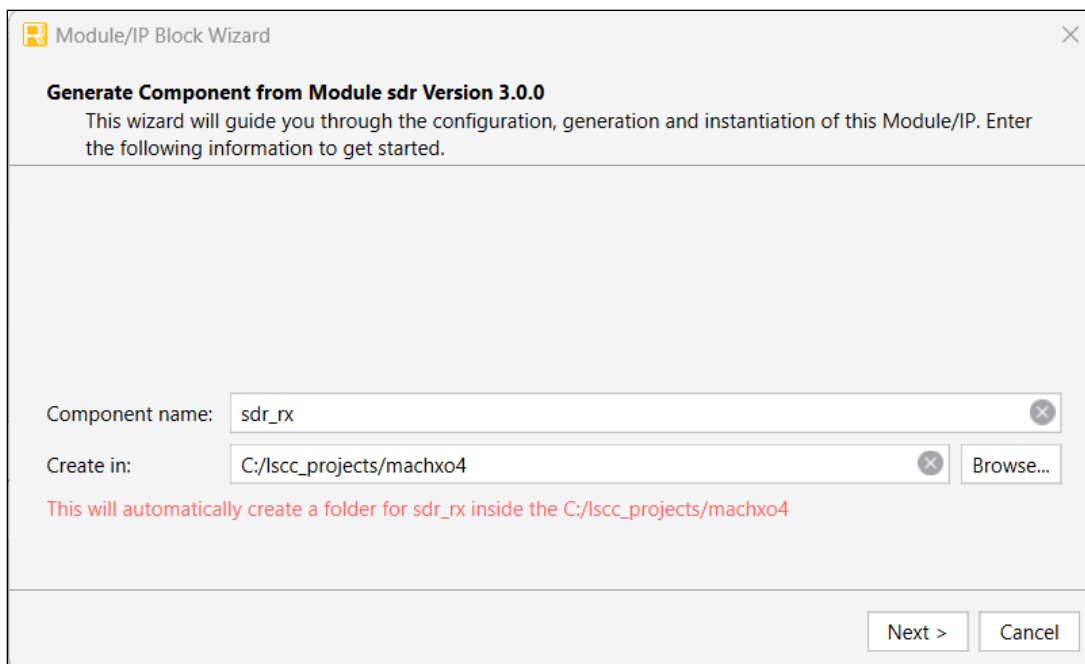 Module/IP Block Wizard
Generate Component from Module sdr Version 3.0.0
This wizard will guide you through the configuration, generation and instantiation of this Module/IP. Enter
the following information to get started.
Component name: sdr_rx
Create in: C:/lscc_projects/machxo4 Browse...
This will automatically create a folder for sdr_rx inside the C:/lscc_projects/machxo4
Next > Cancel